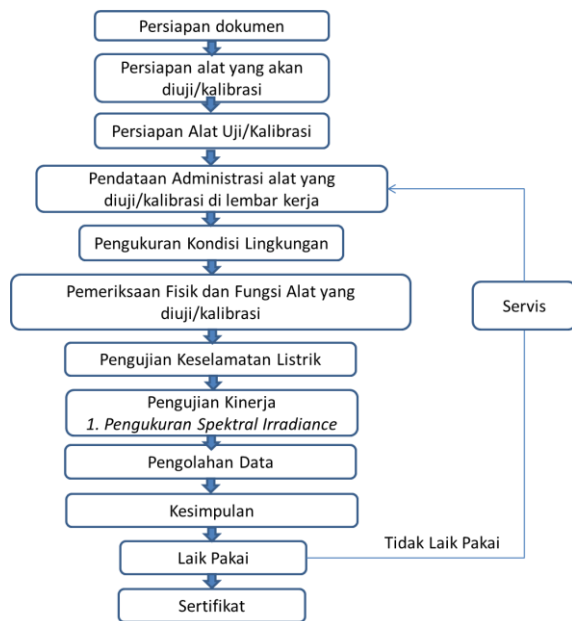 Persiapan dokumen
Persiapan alat yang akan
diuji/kalibrasi
Persiapan Alat Uji/Kalibrasi
Pendataan Administrasi alat yang
diuji/kalibrasi di lembar kerja
Pengukuran Kondisi Lingkungan
Pemeriksaan Fisik dan Fungsi Alat yang
diuji/kalibrasi
Servis
Pengujian Keselamatan Listrik
Pengujian Kinerja
1. Pengukuran Spektral Irradiance
Pengolahan Data
Kesimpulan
Laik Pakai
Tidak Laik Pakai
Sertifikat